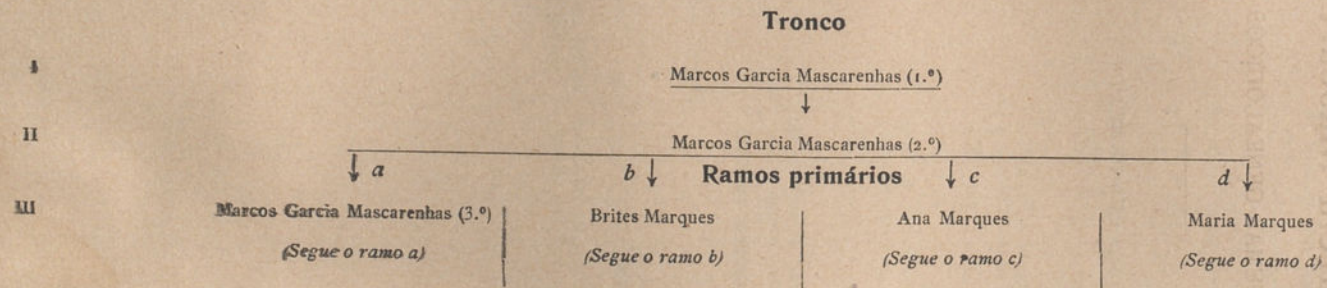 Tronco
I
Marcos Garcia Mascarenhas (1.º)
↓
II
Marcos Garcia Mascarenhas (2.º)
↓ a
b ↓
Ramos primários
↓ c
d ↓
III
Marcos Garcia Mascarenhas (3.º)
Brites Marques
Ana Marques
Maria Marques
(Segue o ramo a)
(Segue o ramo b)
(Segue o ramo c)
(Segue o ramo d)